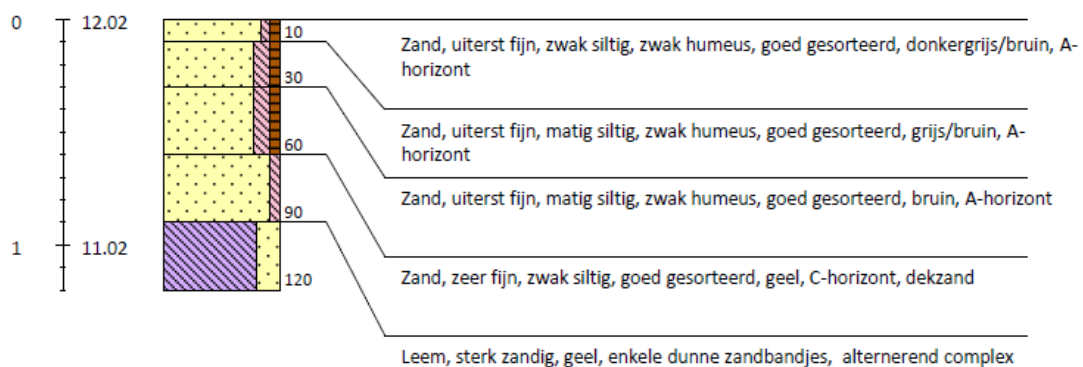 0 12.02
10
Zand, uiterst fijn, zwak siltig, zwak humeus, goed gesorteerd, donkergrijs/bruin, A-
horizont
30
Zand, uiterst fijn, matig siltig, zwak humeus, goed gesorteerd, grijs/bruin, A-
horizont
60
Zand, uiterst fijn, matig siltig, zwak humeus, goed gesorteerd, bruin, A-horizont
90
1 11.02
120
Zand, zeer fijn, zwak siltig, goed gesorteerd, geel, C-horizont, dekzand
Leem, sterk zandig, geel, enkele dunne zandbandjes, alternerend complex